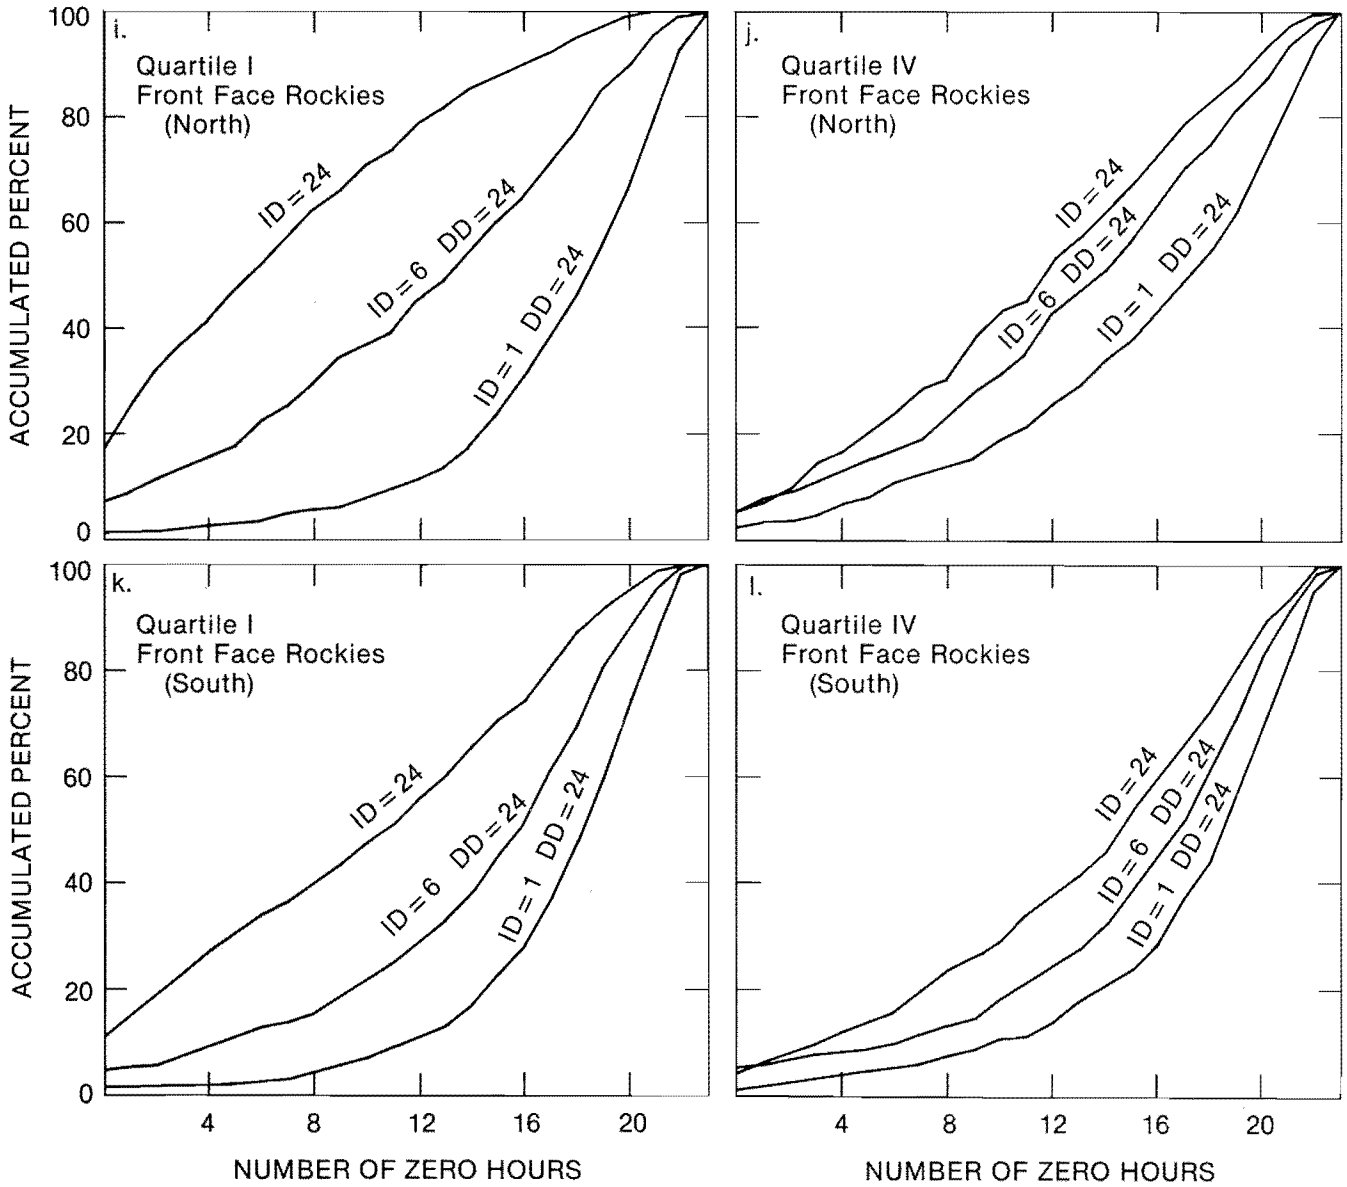 i.
Quartile I
Front Face Rockies
(North)
ID = 24
ID = 6 DD = 24
ID = 1 DD = 24
100
80
60
40
20
0
ACCUMULATED PERCENT
j.
Quartile IV
Front Face Rockies
(North)
ID = 24
ID = 6 DD = 24
ID = 1 DD = 24
k.
Quartile I
Front Face Rockies
(South)
ID = 24
ID = 6 DD = 24
ID = 1 DD = 24
100
80
60
40
20
0
ACCUMULATED PERCENT
4 8 12 16 20
NUMBER OF ZERO HOURS
l.
Quartile IV
Front Face Rockies
(South)
ID = 24
ID = 6 DD = 24
ID = 1 DD = 24
4 8 12 16 20
NUMBER OF ZERO HOURS